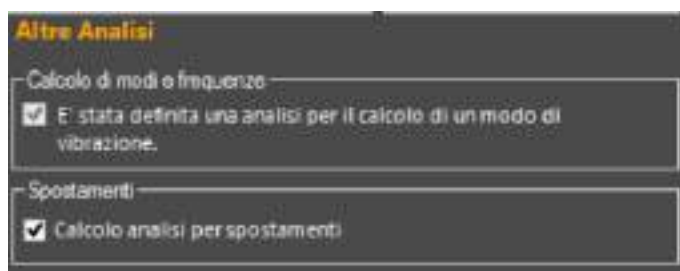 Altre Analisi
Calcolo di modi e frequenze
E' stata definita una analisi per il calcolo di un modo di
vibrazione.
Spostamenti
Calcolo analisi per spostamenti